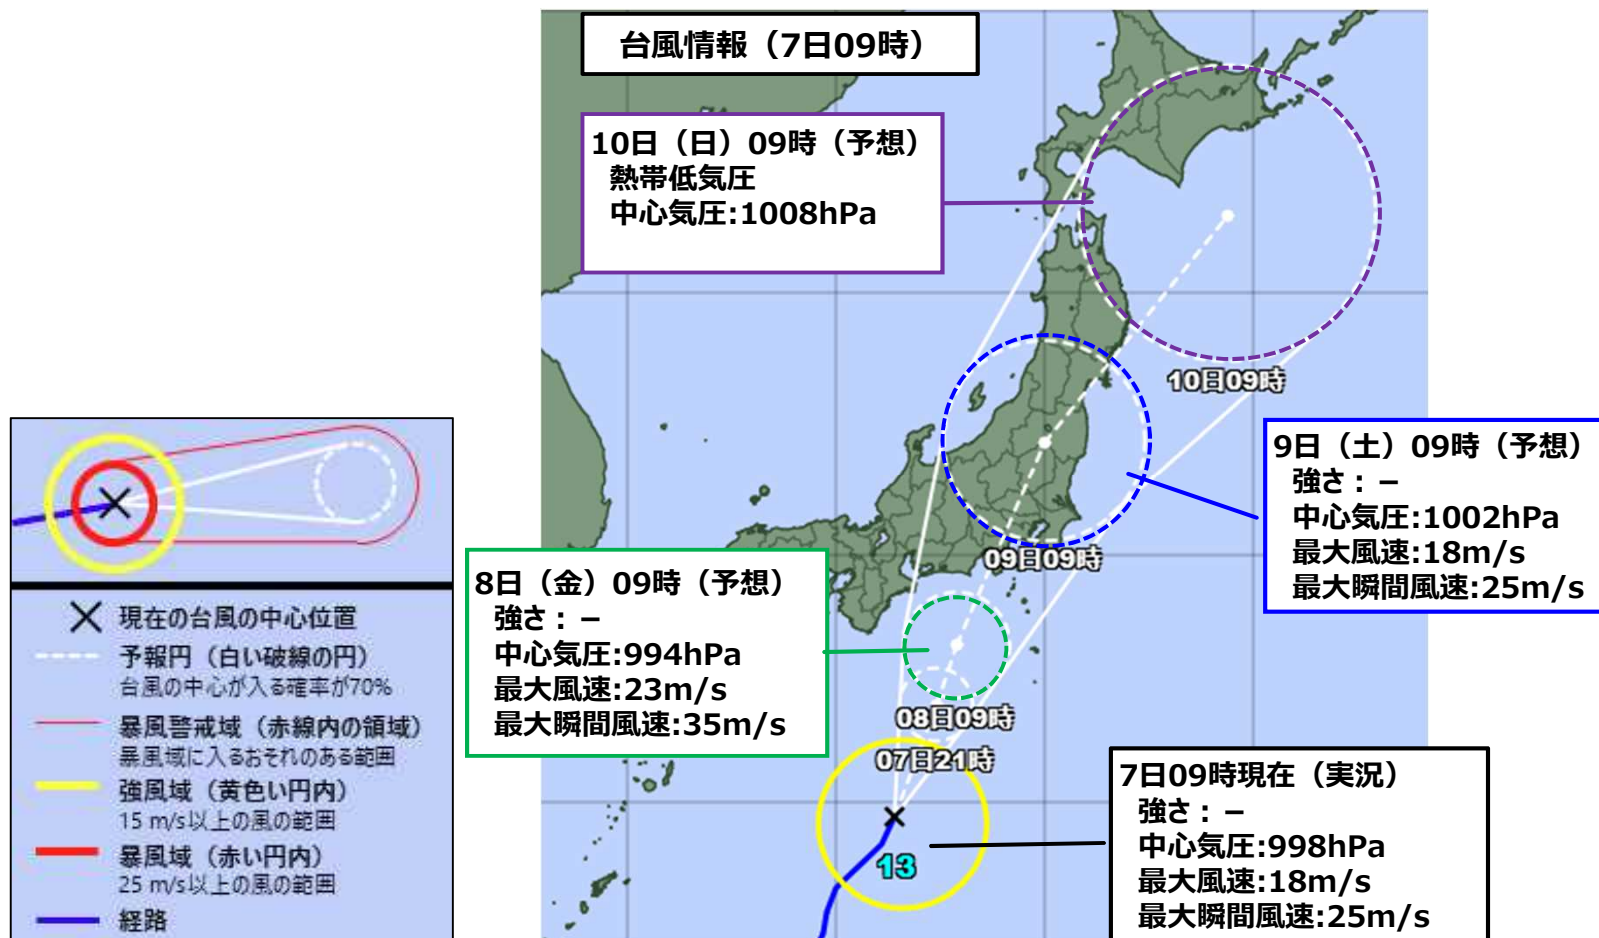 台風情報（7日09時）
10日（日）09時（予想）
熱帯低気圧
中心気圧:1008hPa
10日09時
9日（土）09時（予想）
強さ：－
中心気圧:1002hPa
最大風速:18m/s
最大瞬間風速:25m/s
09日09時
8日（金）09時（予想）
強さ：－
中心気圧:994hPa
最大風速:23m/s
最大瞬間風速:35m/s
08日09時
07日21時
7日09時現在（実況）
強さ：－
中心気圧:998hPa
最大風速:18m/s
最大瞬間風速:25m/s
13
現在の台風の中心位置
予報円（白い破線の円）
台風の中心が入る確率が70%
暴風警戒域（赤線内の領域）
暴風域に入るおそれのある範囲
強風域（黄色い円内）
15 m/s以上の風の範囲
暴風域（赤い円内）
25 m/s以上の風の範囲
経路